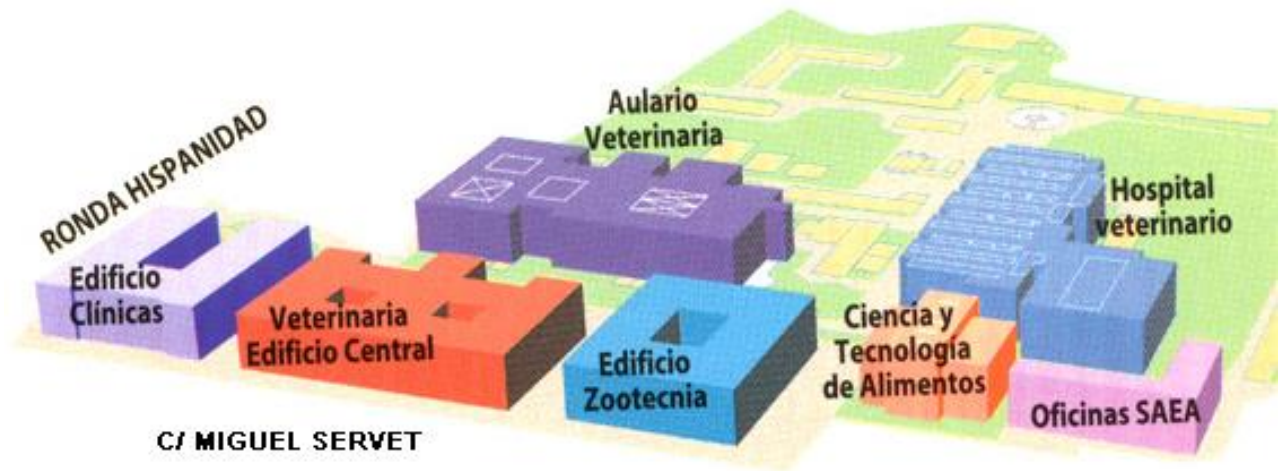 RONDA HISPANIDAD
Aulario
Veterinaria
Hospital
veterinario
Edificio
Clínicas
Veterinaria
Edificio Central
Edificio
Zootecnia
Ciencia y
Tecnología
de Alimentos
Oficinas SAEA
C/ MIGUEL SERVET